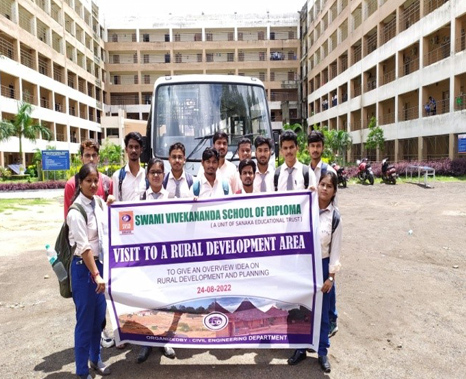 SWAMI VIVEKANANDA SCHOOL OF DIPLOMA
[ A UNIT OF SANAKA EDUCATIONAL TRUST ]
VISIT TO A RURAL DEVELOPMENT AREA
TO GIVE AN OVERVIEW IDEA ON
RURAL DEVELOPMENT AND PLANNING
24-08-2022
ORGANIZED BY : CIVIL ENGINEERING DEPARTMENT